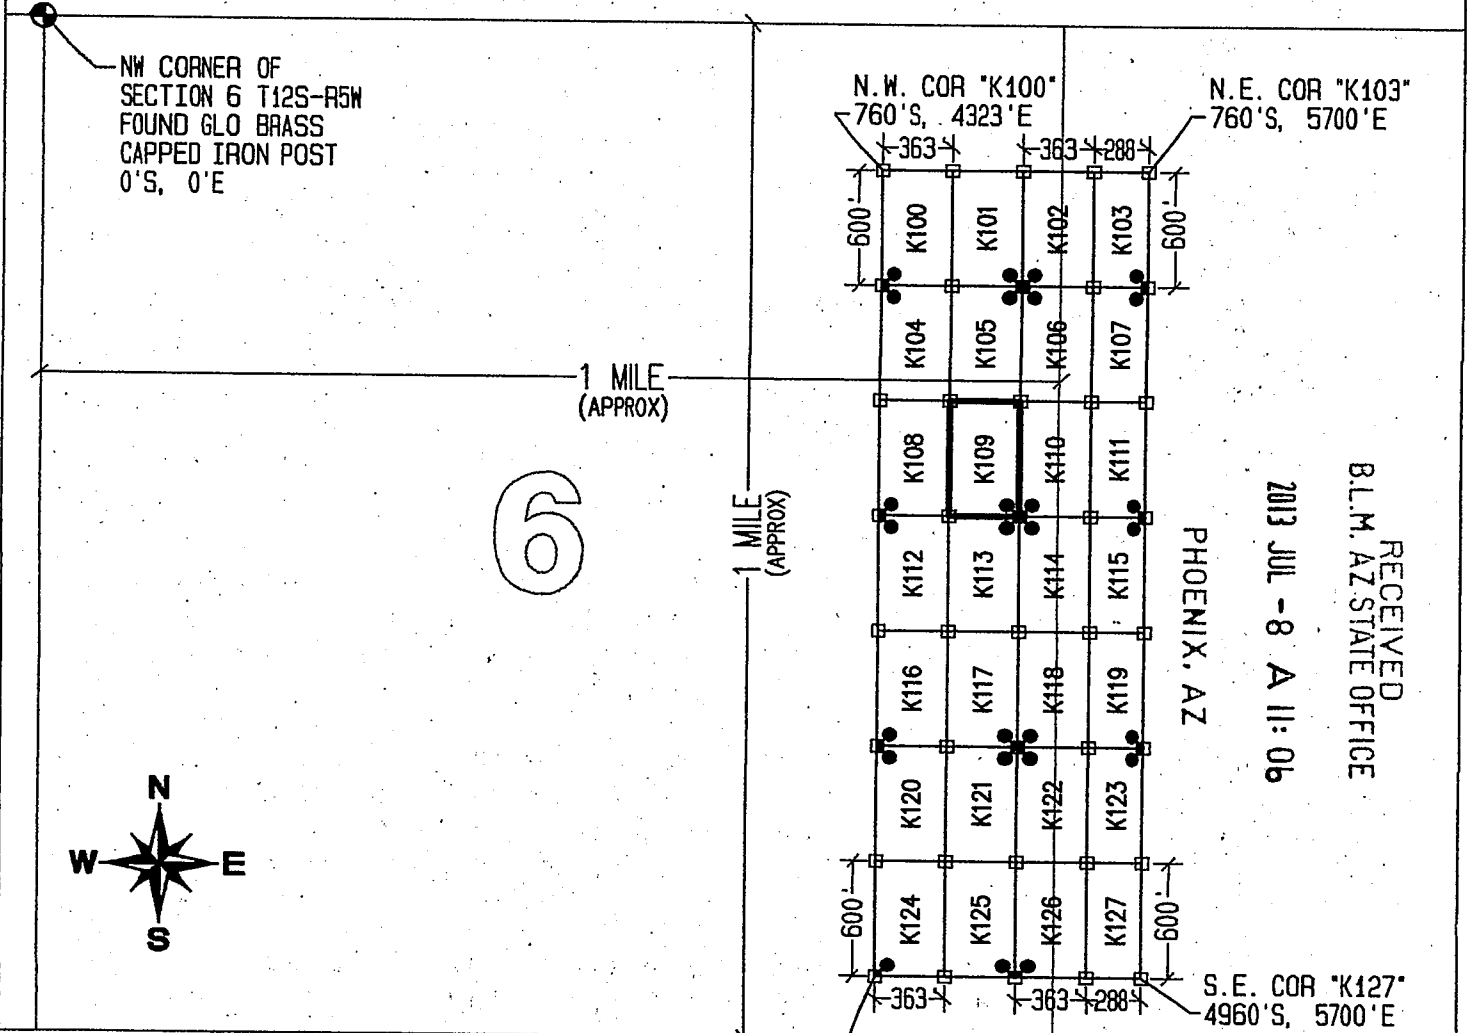 NW CORNER OF
SECTION 6 T12S-R5W
FOUND GLO BRASS
CAPPED IRON POST
0'S, 0'E
N.W. COR "K100"
760'S, 4323'E
N.E. COR "K103"
760'S, 5700'E
363
363
288
600'
600'
K100
K101
K102
K103
K104
K105
K106
K107
1 MILE
(APPROX)
1 MILE
(APPROX)
6
K108
K109
K110
K111
K112
K113
K114
K115
K116
K117
K118
K119
K120
K121
K122
K123
K124
K125
K126
K127
600'
600'
363
363
288
S.E. COR "K127"
4960'S, 5700'E
RECEIVED
B.L.M. AZ STATE OFFICE
2013 JUL -8 A 11:06
PHOENIX, AZ
N
W
E
S